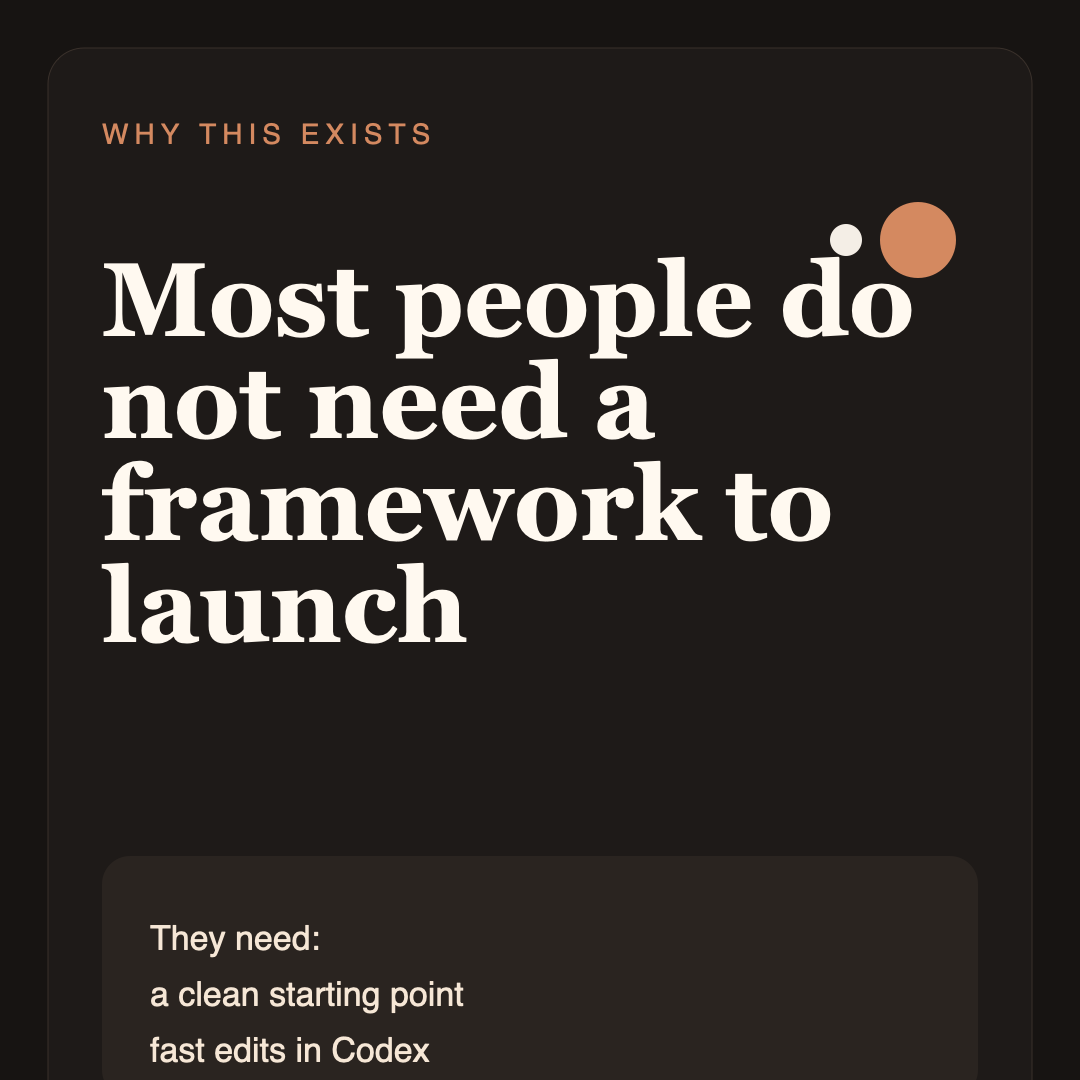 WHY THIS EXISTS
Most people do
not need a
framework to
launch
They need:
a clean starting point
fast edits in Codex